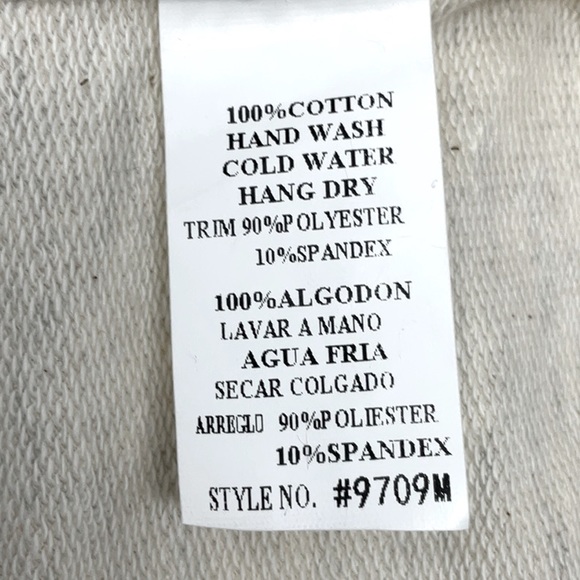 100%COTTON
HAND WASH
COLD WATER
HANG DRY
TRIM 90%POLYESTER
10%SPANDEX
100%ALGODON
LAVAR A MANO
AGUA FRIA
SECAR COLGADO
ARREGLO 90%POLIESTER
10%SPANDEX
STYLE NO. #9709M